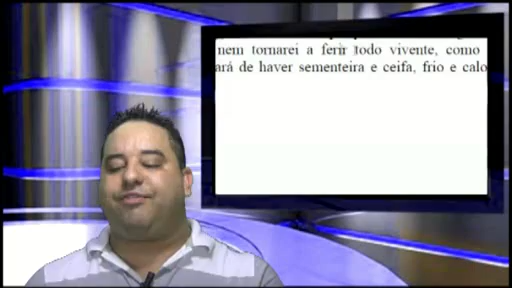 nem tornarei a ferir todo vivente, como
ará de haver sementeira e ceifa, frio e calo